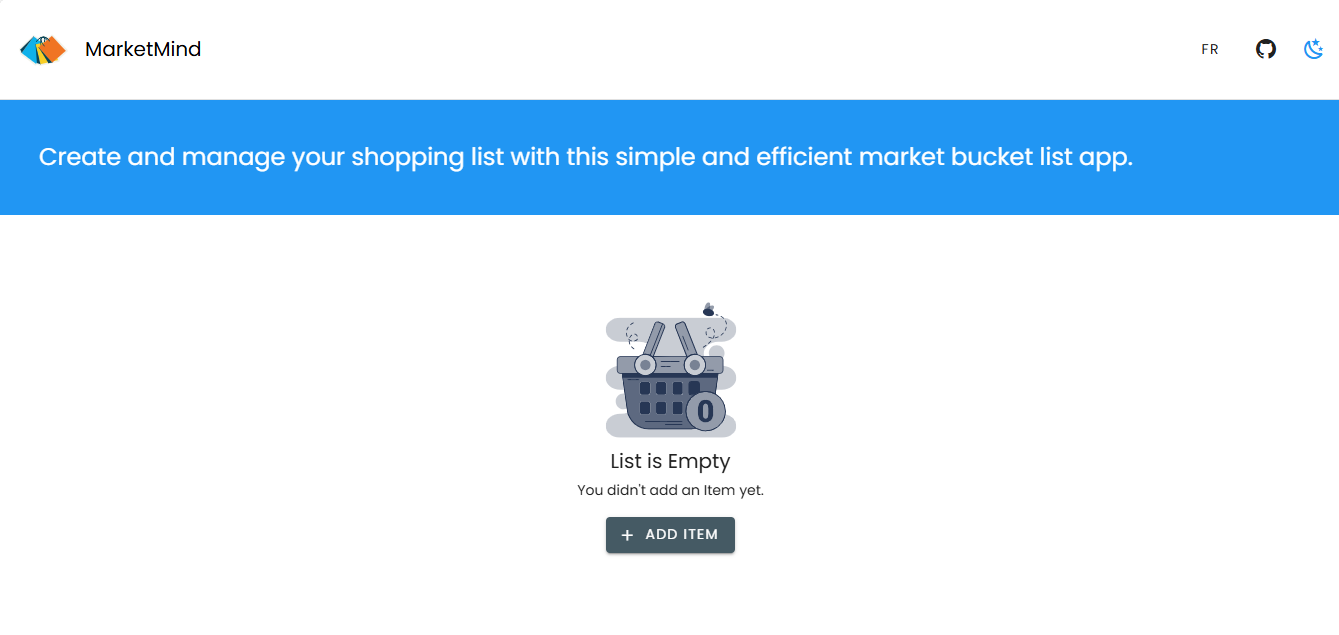 MarketMind
FR
Create and manage your shopping list with this simple and efficient market bucket list app.
0
List is Empty
You didn't add an Item yet.
+ ADD ITEM